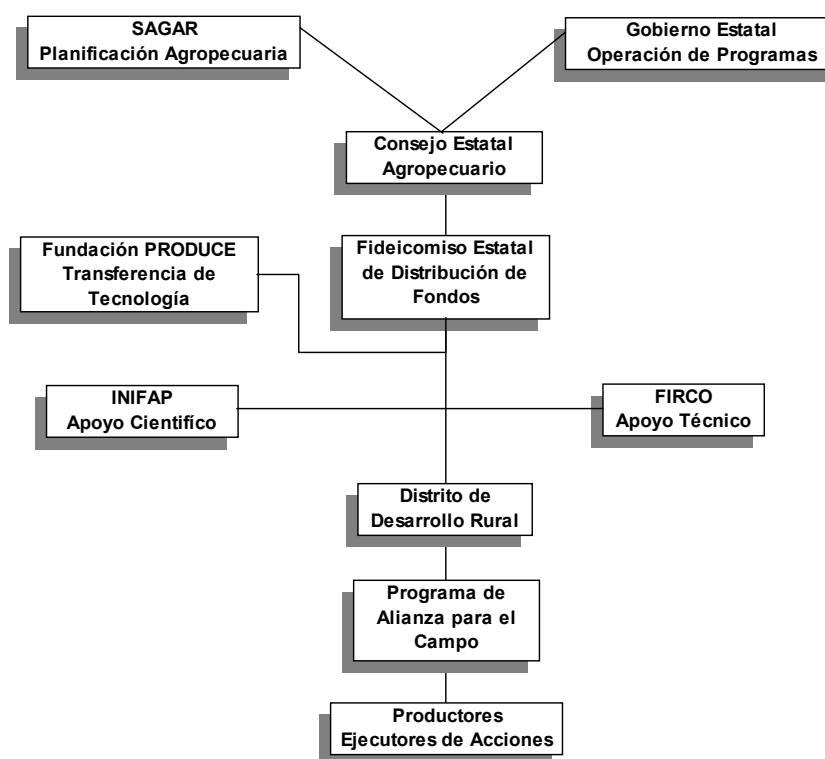 SAGAR
Planificación Agropecuaria
Gobierno Estatal
Operación de Programas
Consejo Estatal
Agropecuario
Fundación PRODUCE
Transferencia de
Tecnología
Fideicomiso Estatal
de Distribución de
Fondos
INIFAP
Apoyo Cientifíco
FIRCO
Apoyo Técnico
Distrito de
Desarrollo Rural
Programa de
Alianza para el
Campo
Productores
Ejecutores de Acciones